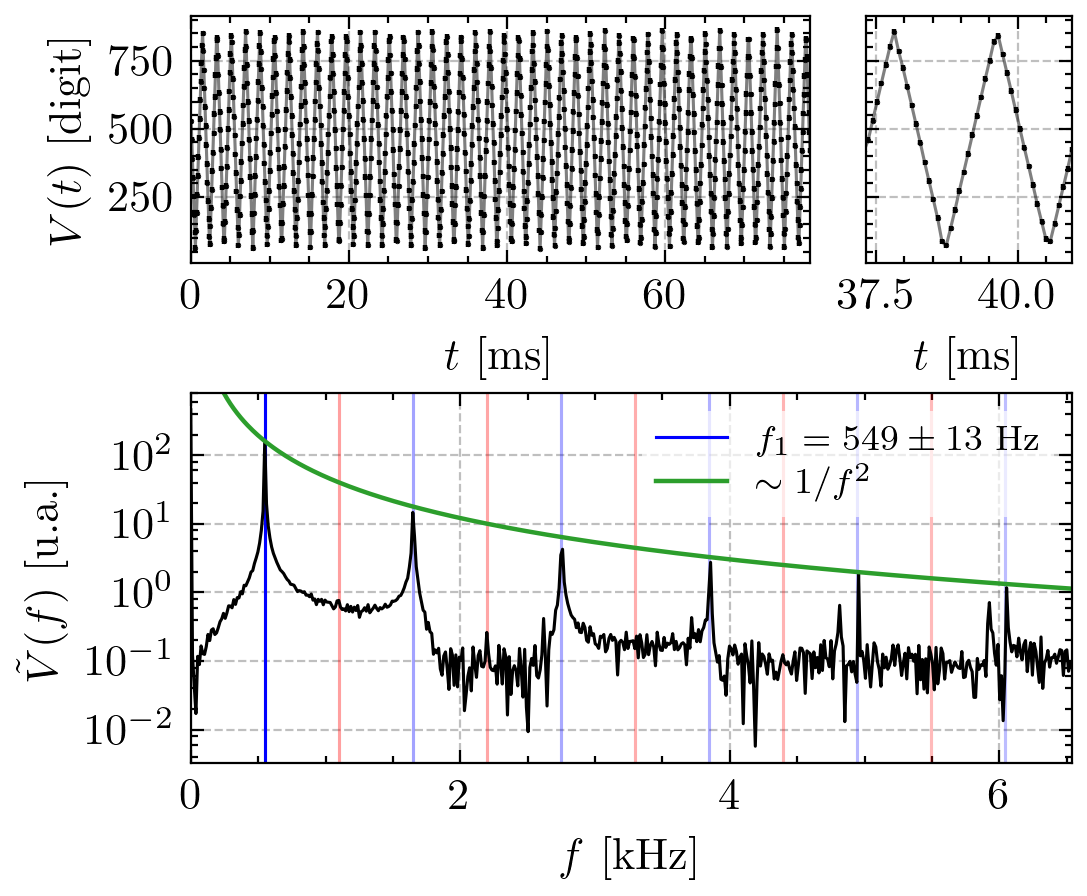 V(t) [digit]
750
500
250
0
20
40
60
t [ms]
37.5
40.0
t [ms]
Ṽ(f) [u.a.]
10²
10¹
10⁰
10⁻¹
10⁻²
f₁ = 549 ± 13 Hz
∼ 1/f²
0
2
4
6
f [kHz]